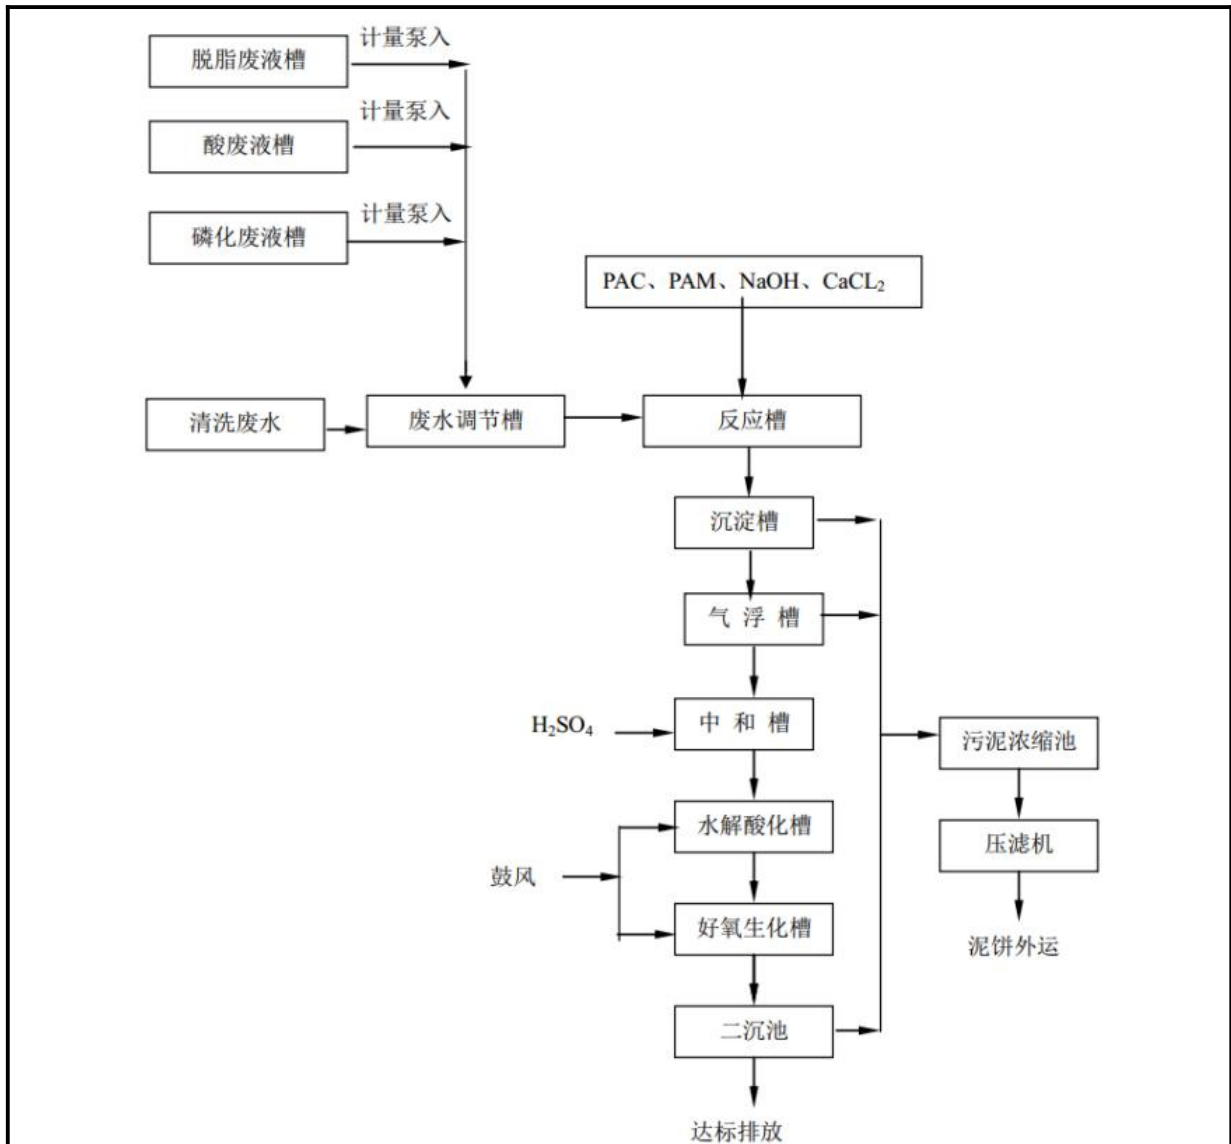 计量泵入
脱脂废液槽
计量泵入
酸废液槽
计量泵入
磷化废液槽
PAC、PAM、NaOH、CaCL₂
清洗废水
废水调节槽
反应槽
沉淀槽
气 浮 槽
H₂SO₄
中 和 槽
污泥浓缩池
水解酸化槽
压滤机
鼓风
好氧生化槽
泥饼外运
二沉池
达标排放